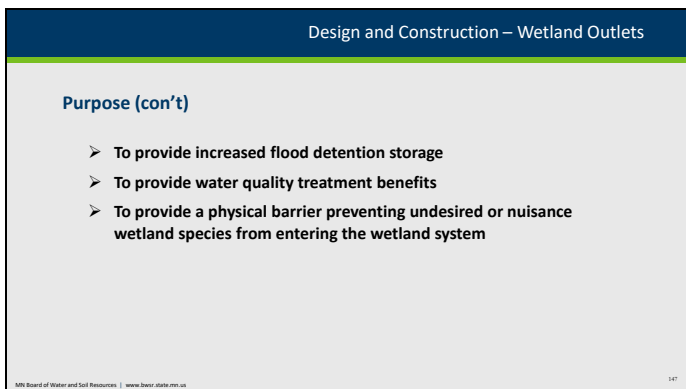 Design and Construction – Wetland Outlets
Purpose (con’t)
➢ To provide increased flood detention storage
➢ To provide water quality treatment benefits
➢ To provide a physical barrier preventing undesired or nuisance
wetland species from entering the wetland system
MN Board of Water and Soil Resources | www.bwsr.state.mn.us
147